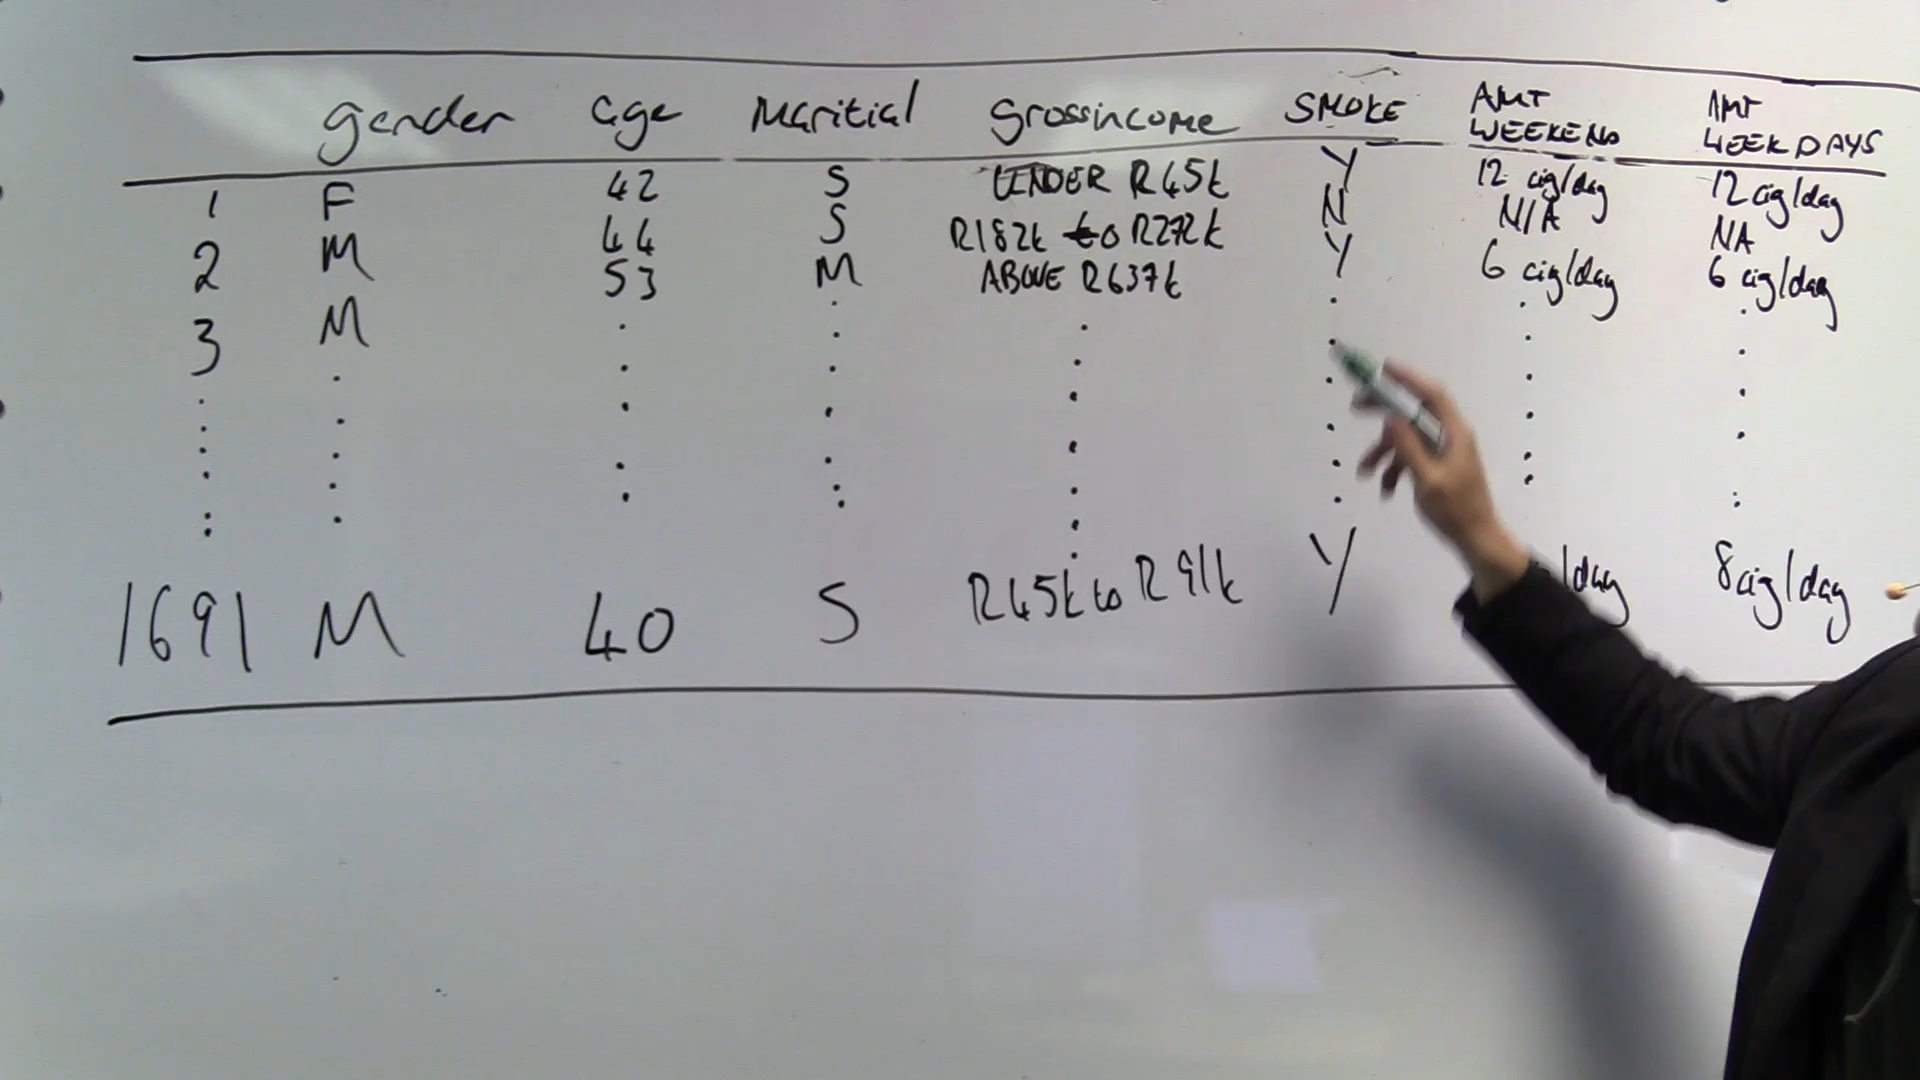 gender age Maritial grossincome SMOKE AMT WEEKEND AMT WEEKDAYS
1 F 42 S UNDER R45k Y 12 cig/day 12 cig/day
2 M 44 S R182k to R272k N N/A NA
3 M 53 M ABOVE R637k Y 6 cig/day 6 cig/day
1691 M 40 S R45k to R91k Y /day 8 cig/day